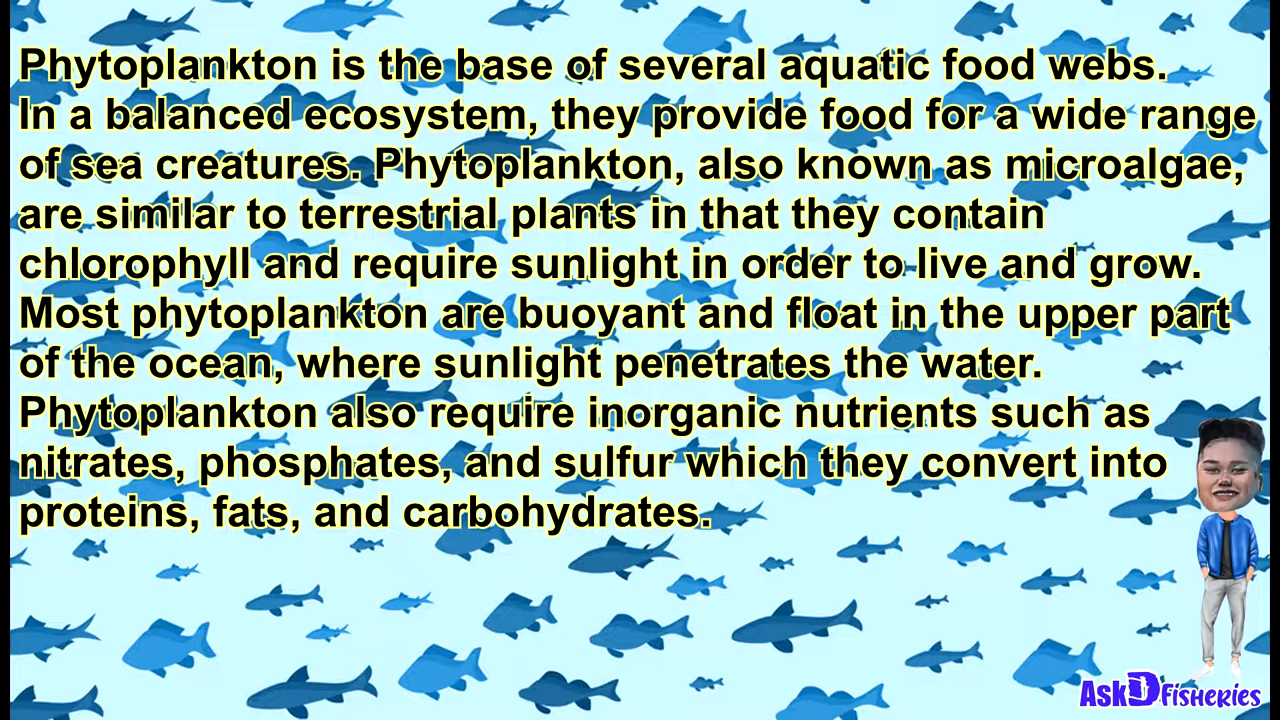 Phytoplankton is the base of several aquatic food webs.
In a balanced ecosystem, they provide food for a wide range
of sea creatures. Phytoplankton, also known as microalgae,
are similar to terrestrial plants in that they contain
chlorophyll and require sunlight in order to live and grow.
Most phytoplankton are buoyant and float in the upper part
of the ocean, where sunlight penetrates the water.
Phytoplankton also require inorganic nutrients such as
nitrates, phosphates, and sulfur which they convert into
proteins, fats, and carbohydrates.
AskD Fisheries